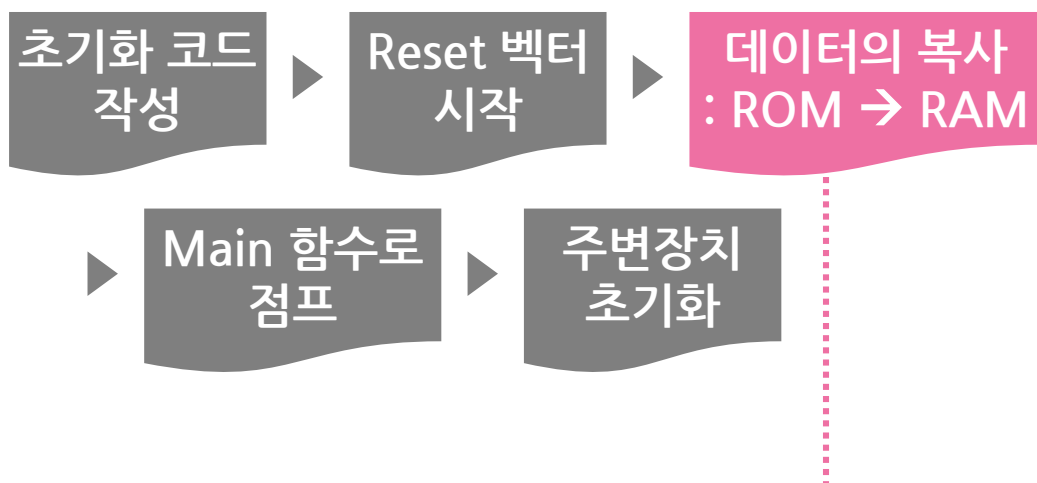 초기화 코드
작성
Reset 벡터
시작
데이터의 복사
: ROM → RAM
Main 함수로
점프
주변장치
초기화